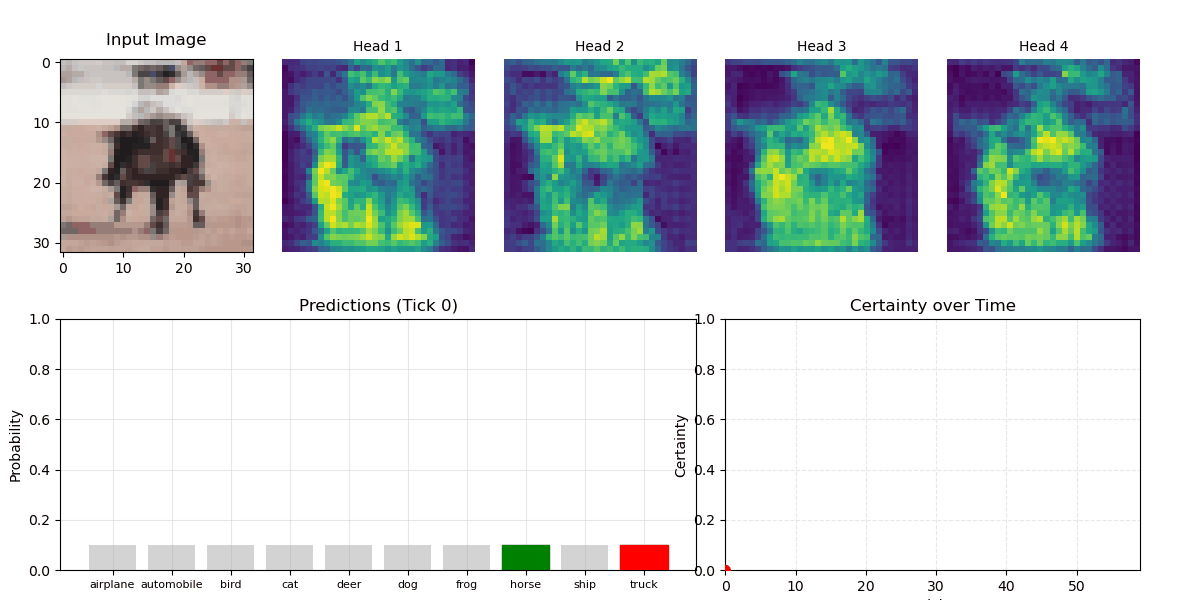 Input Image
Head 1
Head 2
Head 3
Head 4
0
10
20
30
0
10
20
30
Predictions (Tick 0)
Certainty over Time
Probability
1.0
0.8
0.6
0.4
0.2
0.0
airplane
automobile
bird
cat
deer
dog
frog
horse
ship
truck
Certainty
1.0
0.8
0.6
0.4
0.2
0.0
0
10
20
30
40
50